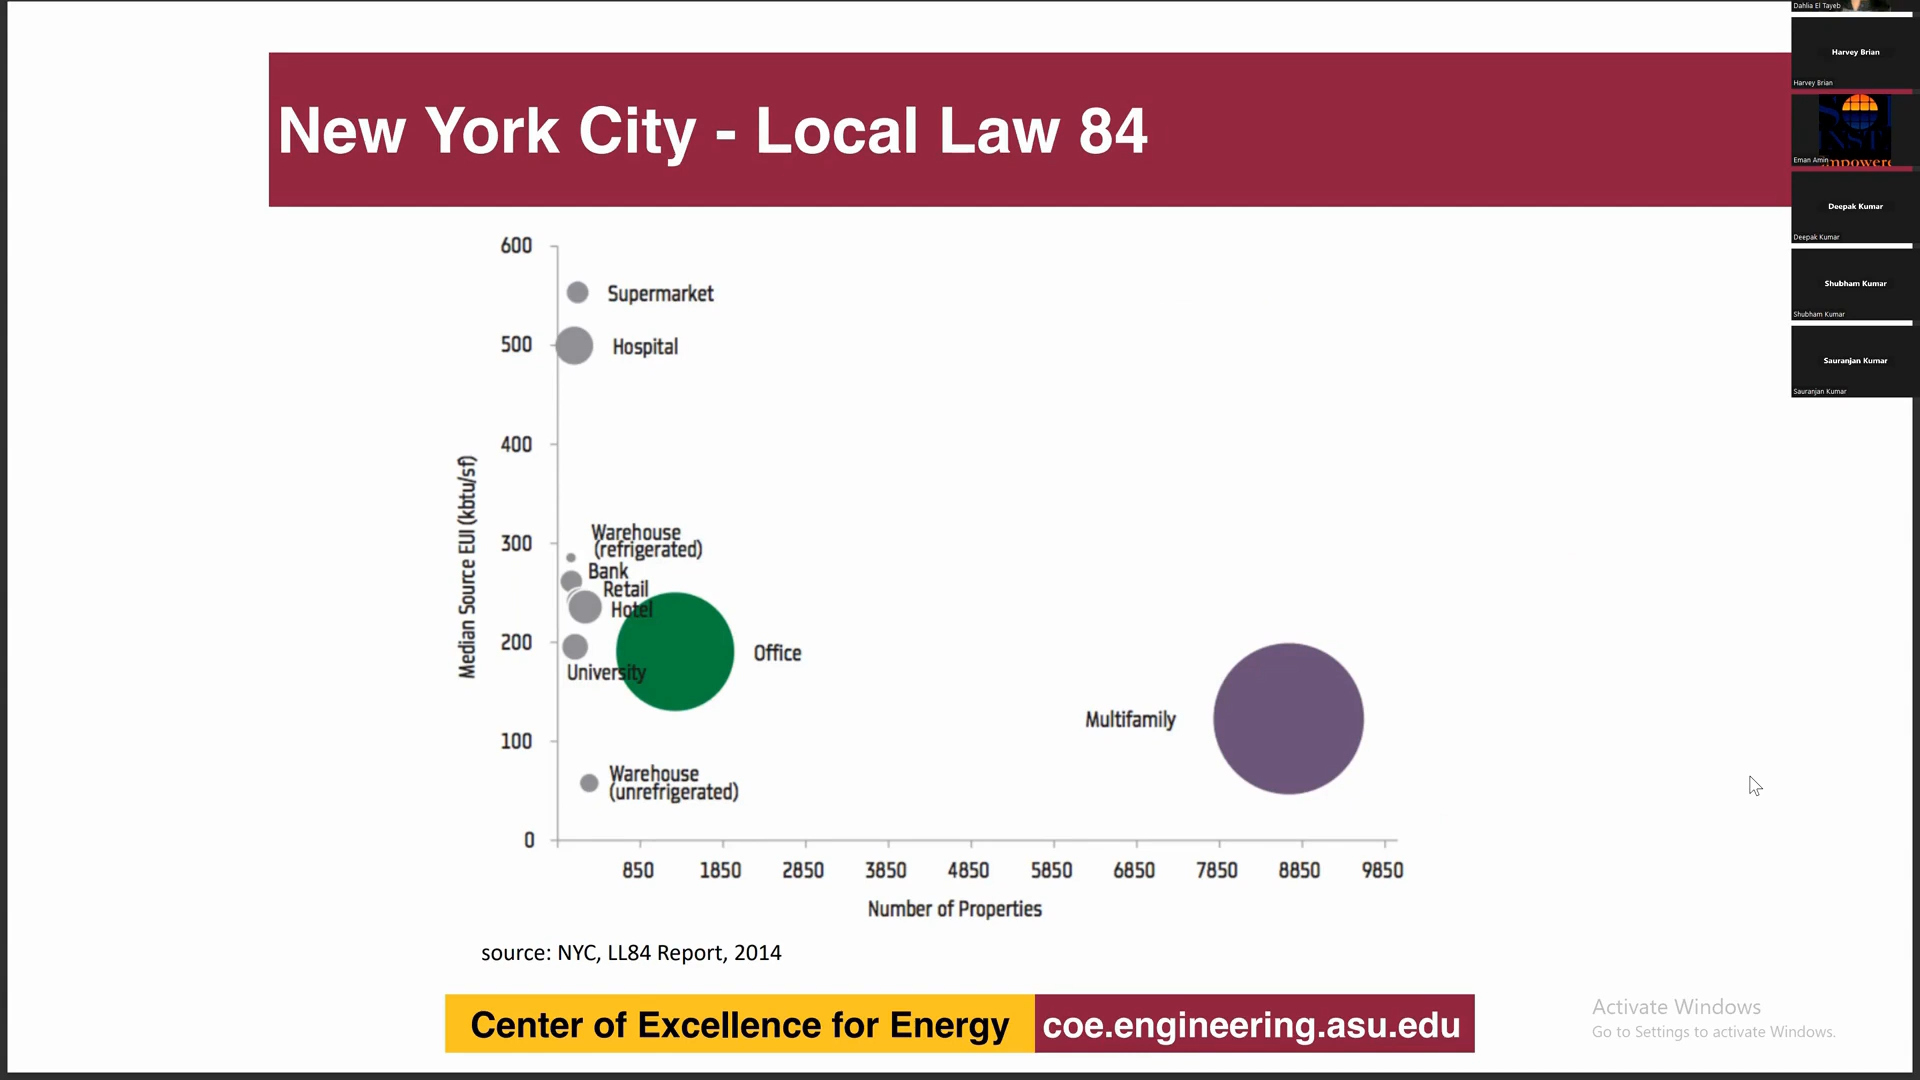 Dahlia El Tayeb
New York City - Local Law 84
Harvey Brian
Harvey Brian
Eman Amin
Deepak Kumar
Deepak Kumar
Shubham Kumar
Shubham Kumar
Sauranjan Kumar
Sauranjan Kumar
600
Supermarket
500
Hospital
400
Median Source EUI (kbtu/sf)
300
Warehouse
(refrigerated)
Bank
Retail
Hotel
200
Office
University
Multifamily
100
Warehouse
(unrefrigerated)
0
850 1850 2850 3850 4850 5850 6850 7850 8850 9850
Number of Properties
source: NYC, LL84 Report, 2014
Center of Excellence for Energy coe.engineering.asu.edu
Activate Windows
Go to Settings to activate Windows.